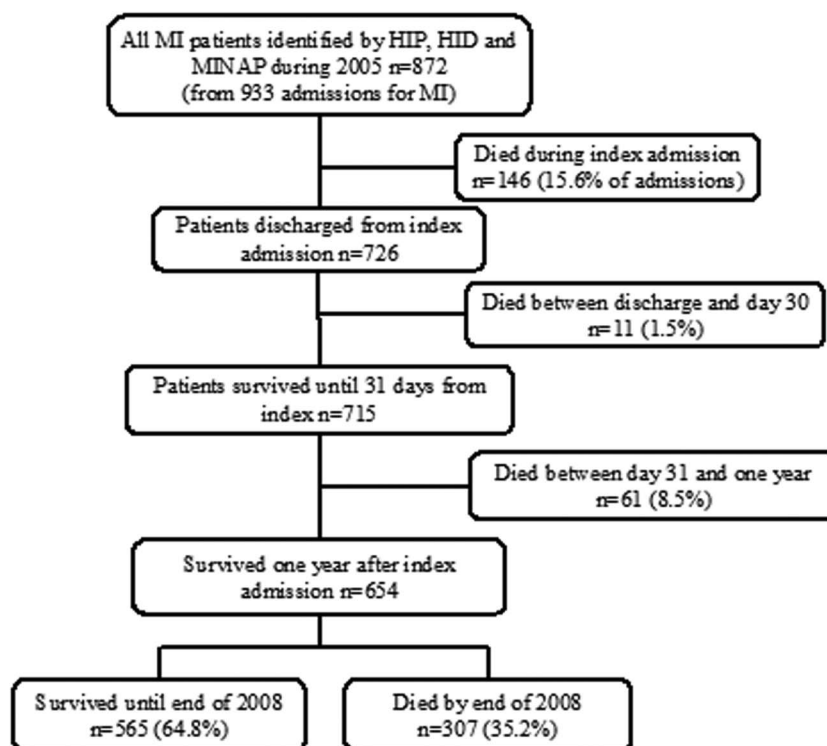 All MI patients identified by HIP, HID and
MINAP during 2005 n=872
(from 933 admissions for MI)
Died during index admission
n=146 (15.6% of admissions)
Patients discharged from index
admission n=726
Died between discharge and day 30
n=11 (1.5%)
Patients survived until 31 days from
index n=715
Died between day 31 and one year
n=61 (8.5%)
Survived one year after index
admission n=654
Survived until end of 2008
n=565 (64.8%)
Died by end of 2008
n=307 (35.2%)